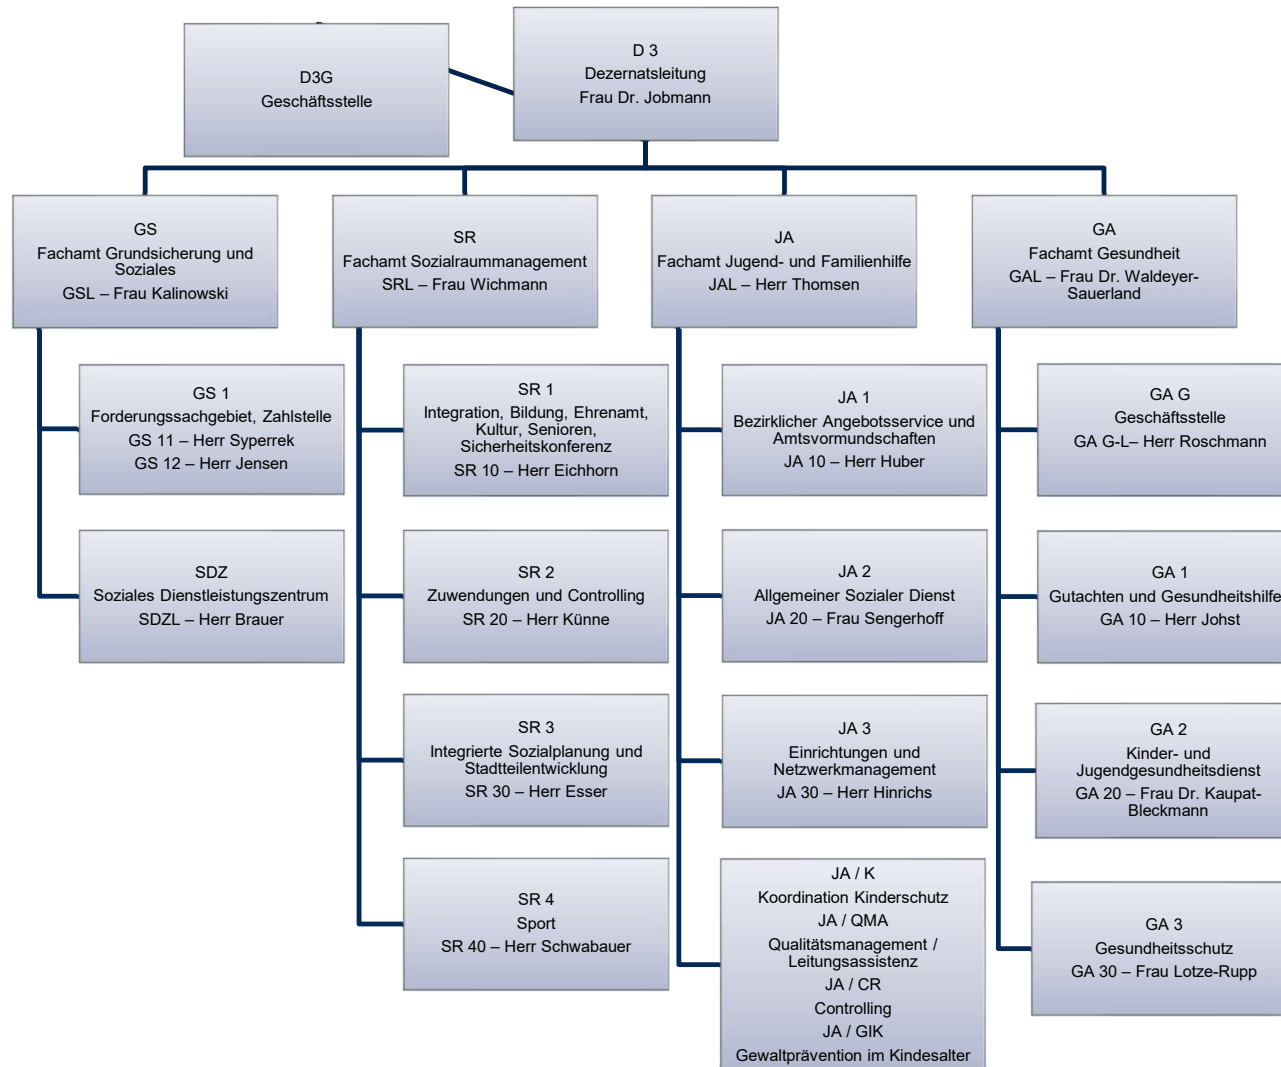 D3G
Geschäftsstelle
D 3
Dezernatsleitung
Frau Dr. Jobmann
GS
Fachamt Grundsicherung und
Soziales
GSL – Frau Kalinowski
GS 1
Forderungssachgebiet, Zahlstelle
GS 11 – Herr Syperrek
GS 12 – Herr Jensen
SDZ
Soziales Dienstleistungszentrum
SDZL – Herr Brauer
SR
Fachamt Sozialraummanagement
SRL – Frau Wichmann
SR 1
Integration, Bildung, Ehrenamt,
Kultur, Senioren,
Sicherheitskonferenz
SR 10 – Herr Eichhorn
SR 2
Zuwendungen und Controlling
SR 20 – Herr Künne
SR 3
Integrierte Sozialplanung und
Stadtteilentwicklung
SR 30 – Herr Esser
SR 4
Sport
SR 40 – Herr Schwabauer
JA
Fachamt Jugend- und Familienhilfe
JAL – Herr Thomsen
JA 1
Bezirklicher Angebotsservice und
Amtsvormundschaften
JA 10 – Herr Huber
JA 2
Allgemeiner Sozialer Dienst
JA 20 – Frau Sengerhoff
JA 3
Einrichtungen und
Netzwerkmanagement
JA 30 – Herr Hinrichs
JA / K
Koordination Kinderschutz
JA / QMA
Qualitätsmanagement /
Leitungsassistenz
JA / CR
Controlling
JA / GIK
Gewaltprävention im Kindesalter
GA
Fachamt Gesundheit
GAL – Frau Dr. Waldeyer-
Sauerland
GA G
Geschäftsstelle
GA G-L– Herr Roschmann
GA 1
Gutachten und Gesundheitshilfe
GA 10 – Herr Johst
GA 2
Kinder- und
Jugendgesundheitsdienst
GA 20 – Frau Dr. Kaupat-
Bleckmann
GA 3
Gesundheitsschutz
GA 30 – Frau Lotze-Rupp